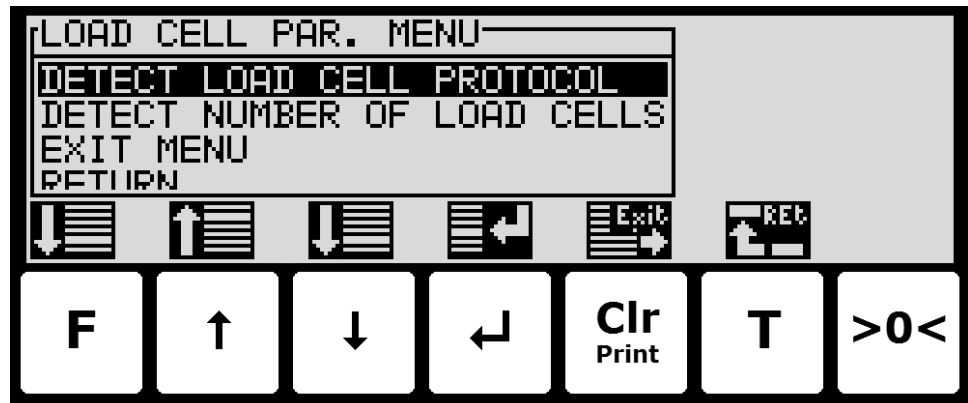 LOAD CELL PAR. MENU
DETECT LOAD CELL PROTOCOL
DETECT NUMBER OF LOAD CELLS
EXIT MENU
RETURN
Exit REt
F ↑ ↓ ↵ Clr T >0<
Print